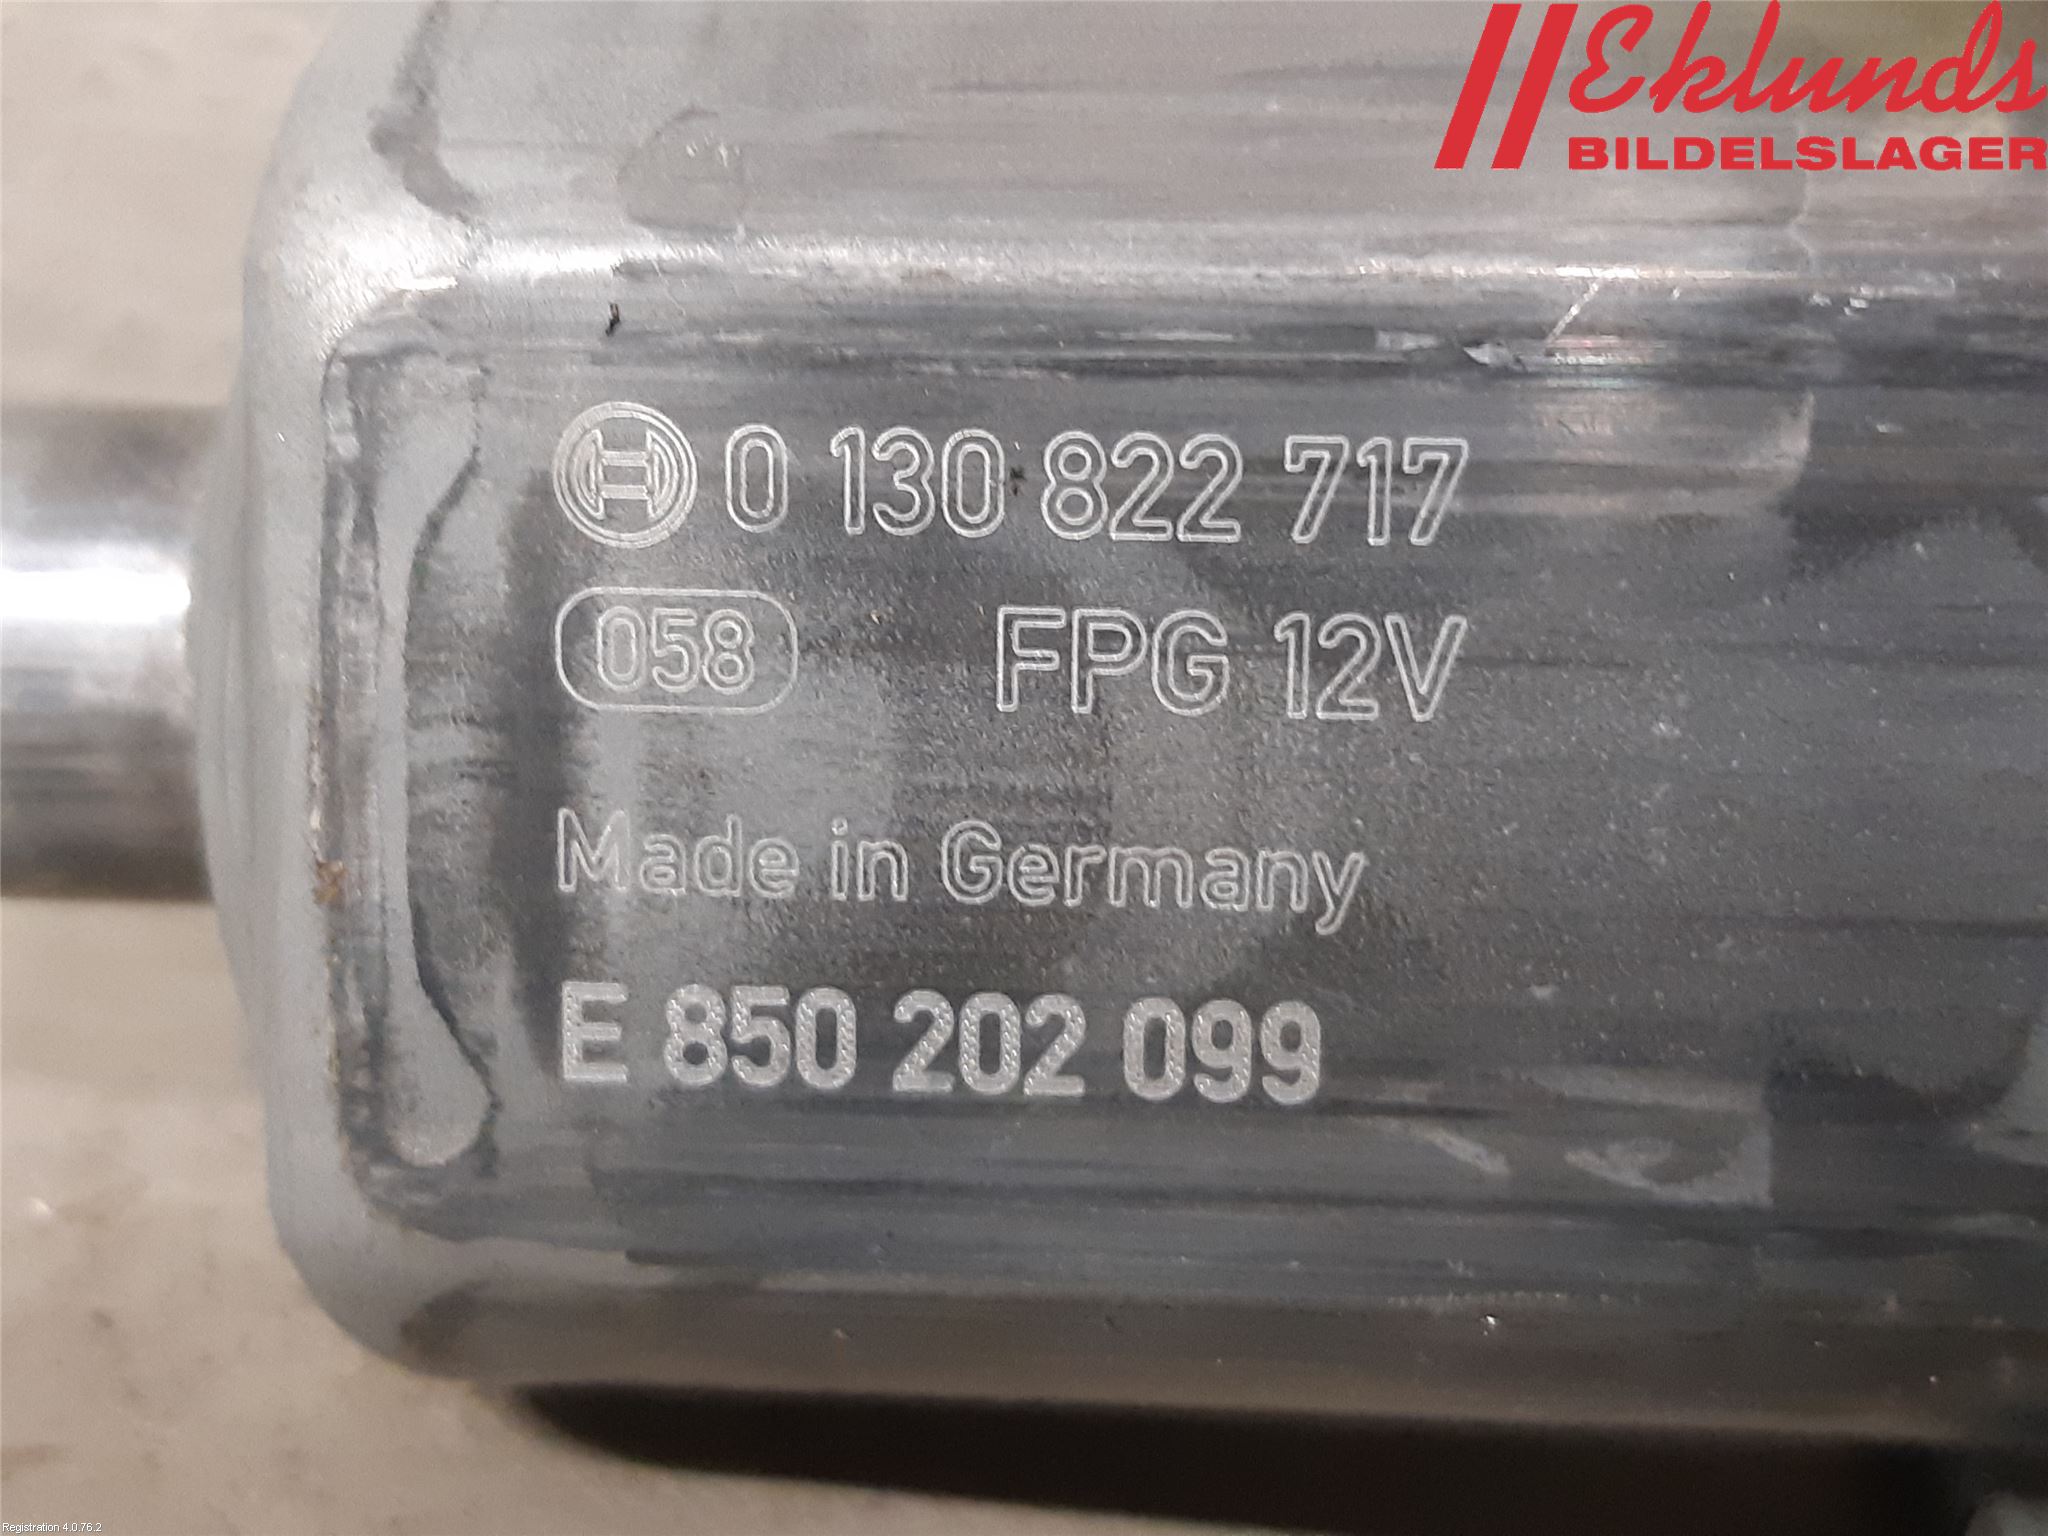 Eklunds
BILDELSLAGER
0 130 822 717
058 FPG 12V
Made in Germany
E 850 202 099
Registration 4.0.76.2